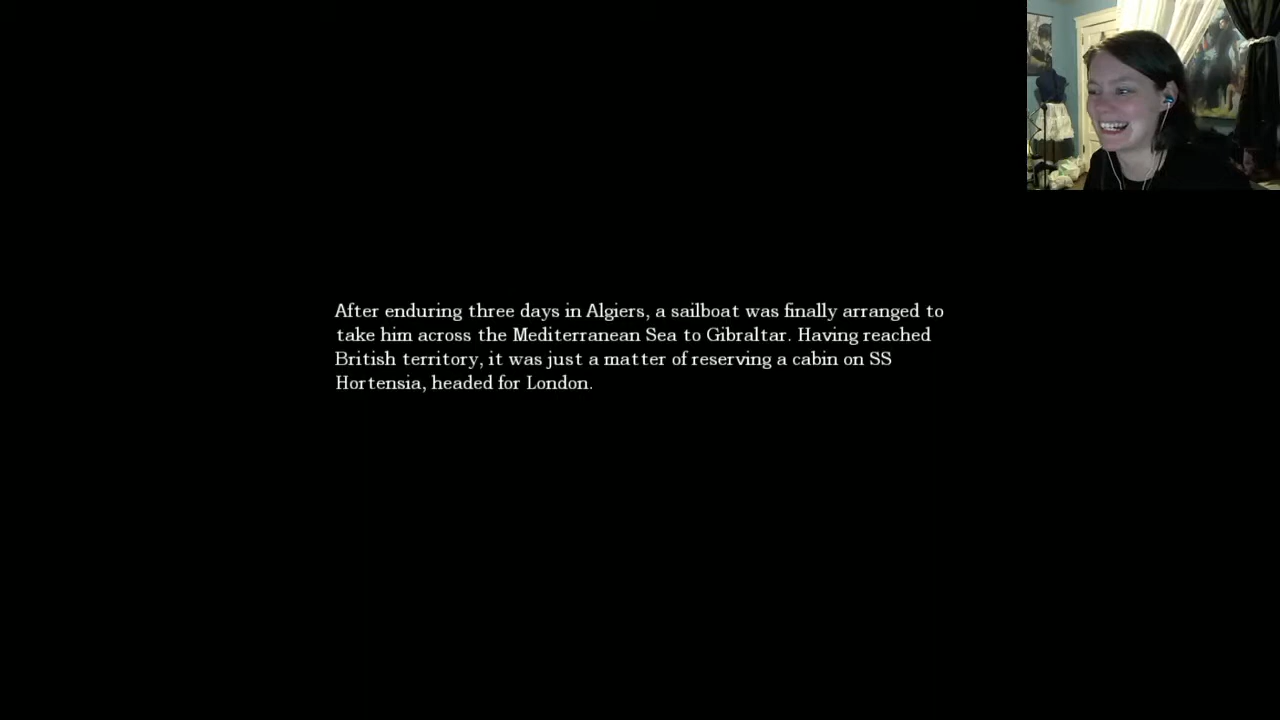 After enduring three days in Algiers, a sailboat was finally arranged to
take him across the Mediterranean Sea to Gibraltar. Having reached
British territory, it was just a matter of reserving a cabin on SS
Hortensia, headed for London.